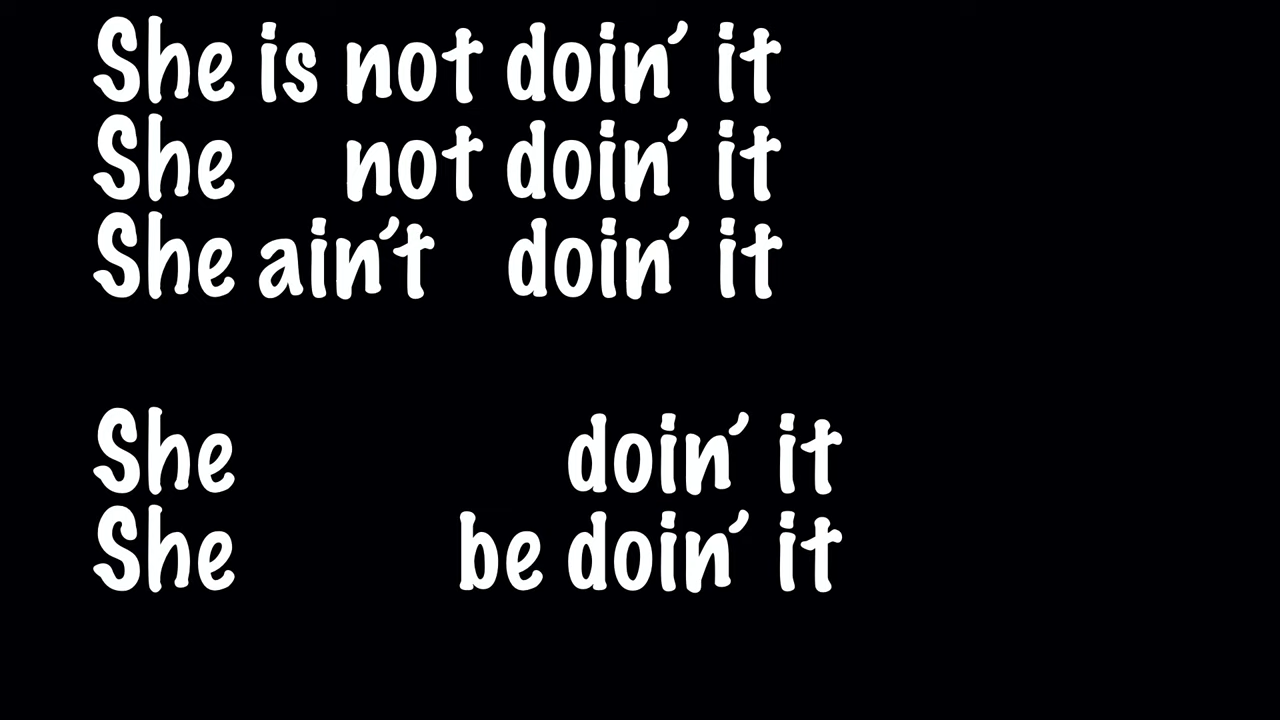 She is not doin' it
She not doin' it
She ain't doin' it
She doin' it
She be doin' it